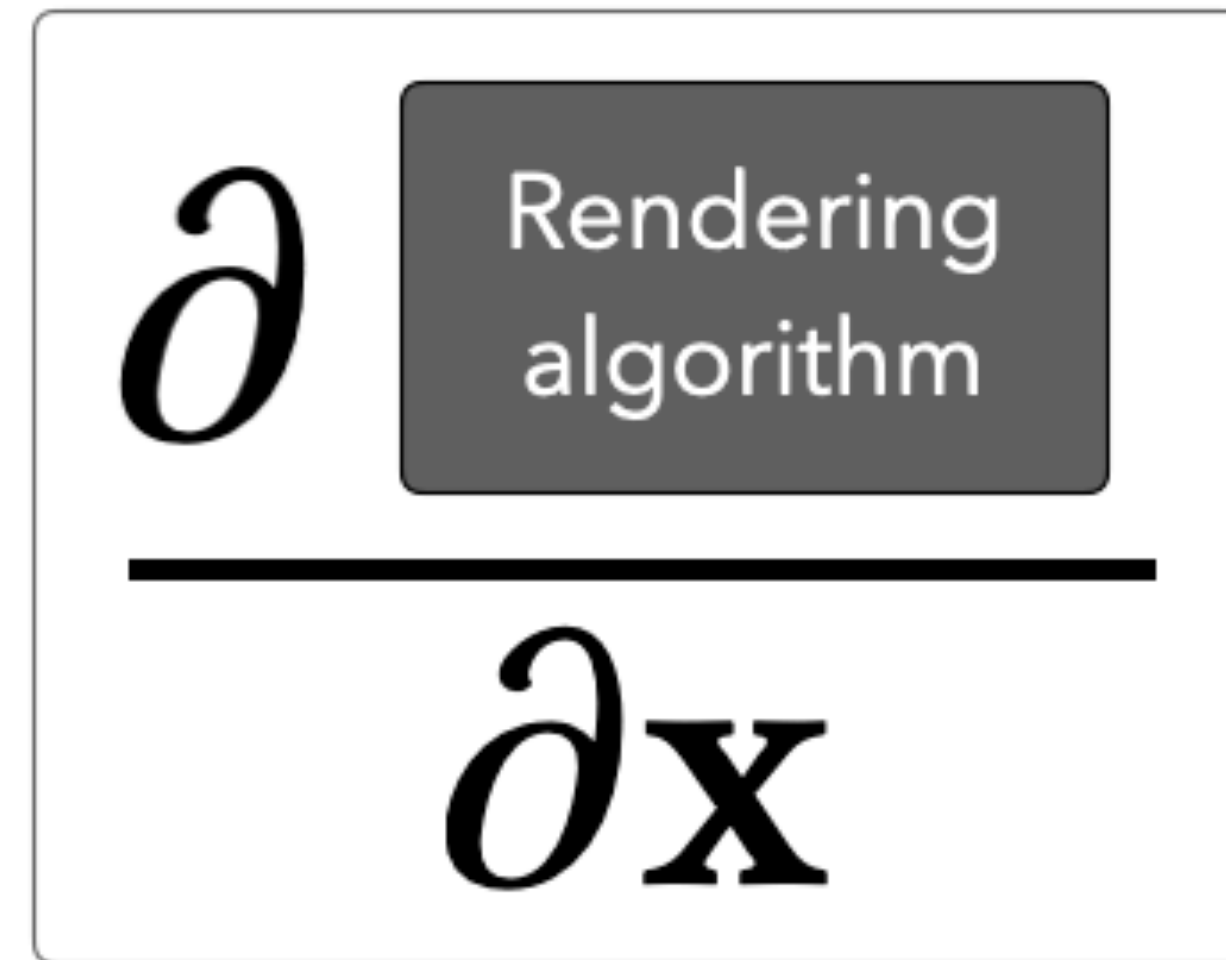 ∂ Rendering
algorithm
∂x